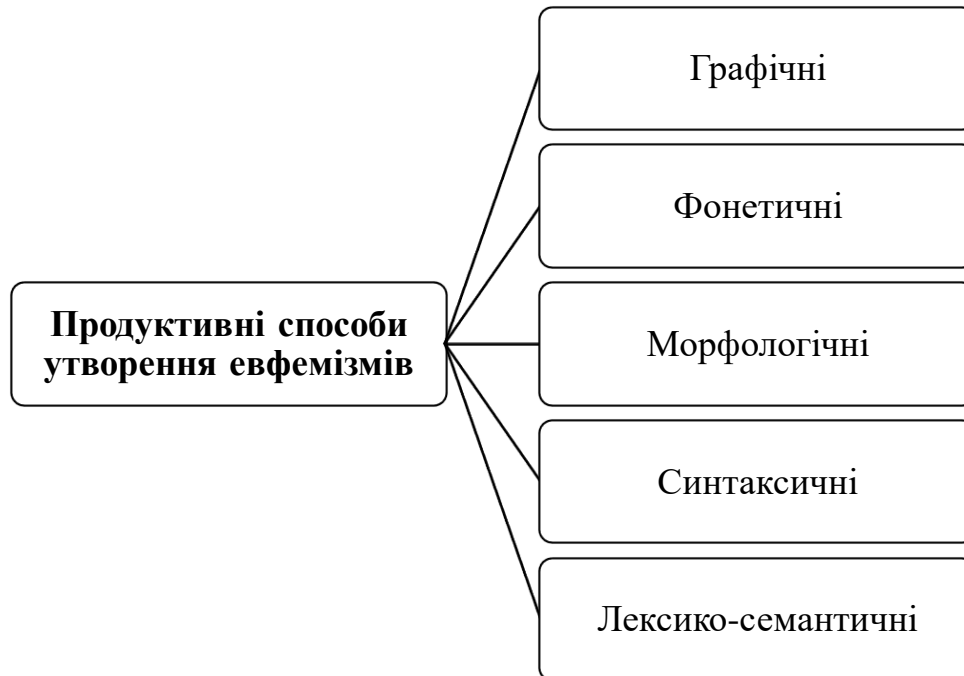 Продуктивні способи
утворення евфемізмів
Графічні
Фонетичні
Морфологічні
Синтаксичні
Лексико-семантичні